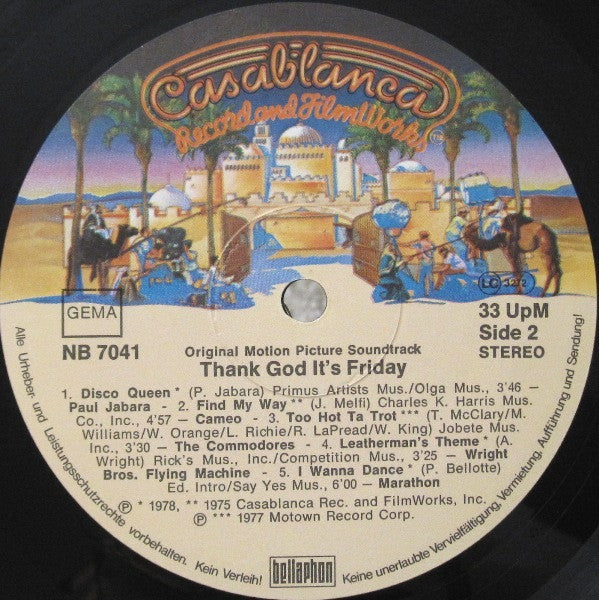 Casablanca
Record and FilmWorks
TM
LC 3272
GEMA
33 UpM
Side 2
STEREO
NB 7041
Original Motion Picture Soundtrack
Thank God It's Friday
1. Disco Queen * (P. Jabara) Primus Artists Mus./Olga Mus., 3'46 –
Paul Jabara - 2. Find My Way ** (J. Melfi) Charles K. Harris Mus.
Co., Inc., 4'57 – Cameo - 3. Too Hot Ta Trot *** (T. McClary/M.
Williams/W. Orange/L. Richie/R. LaPread/W. King) Jobete Mus.
Inc., 3'30 – The Commodores - 4. Leatherman's Theme * (A.
Wright) Rick's Mus., Inc./Competition Mus., 3'25 – Wright
Bros. Flying Machine - 5. I Wanna Dance * (P. Bellotte)
Ed. Intro/Say Yes Mus., 6'00 – Marathon
Ⓟ * 1978, ** 1975 Casablanca Rec. and FilmWorks, Inc.
Ⓟ *** 1977 Motown Record Corp.
bellaphon
Alle Urheber- und Leistungsschutzrechte vorbehalten. Kein Verleih! Keine unerlaubte Vervielfältigung, Vermietung, Aufführung und Sendung!